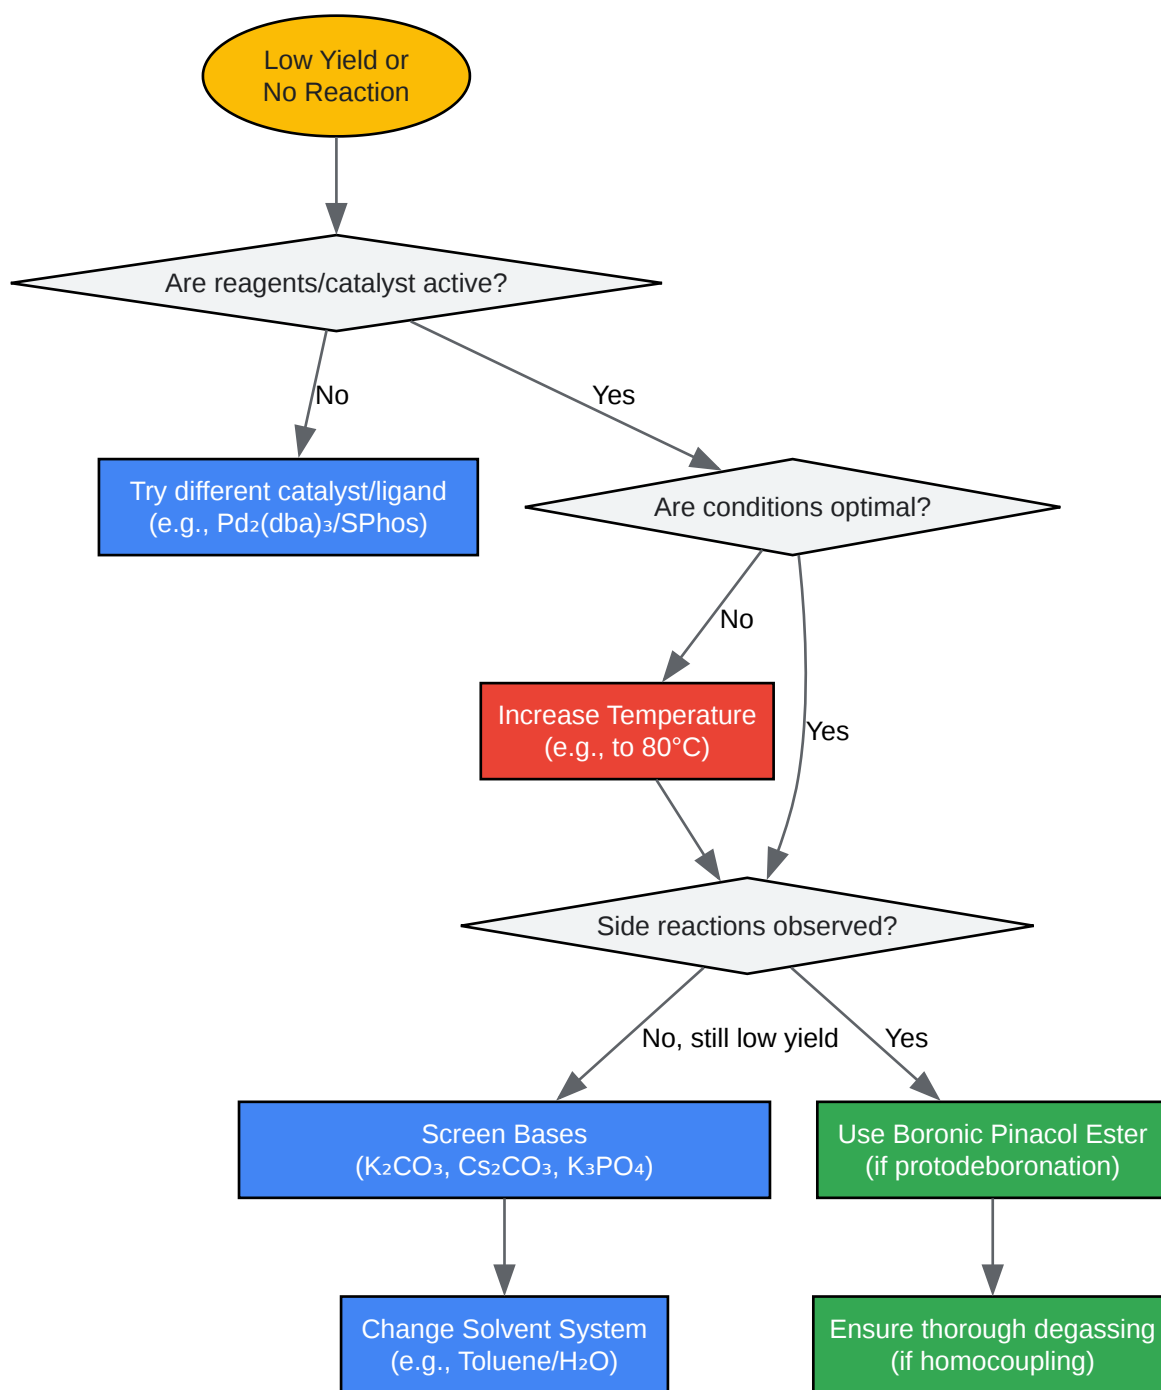 Low Yield or
No Reaction
Are reagents/catalyst active?
No
Yes
Try different catalyst/ligand
(e.g., Pd₂(dba)₃/SPhos)
Are conditions optimal?
No
Increase Temperature
(e.g., to 80°C)
Yes
Side reactions observed?
No, still low yield
Yes
Screen Bases
(K₂CO₃, Cs₂CO₃, K₃PO₄)
Use Boronic Pinacol Ester
(if protodeboronation)
Change Solvent System
(e.g., Toluene/H₂O)
Ensure thorough degassing
(if homocoupling)